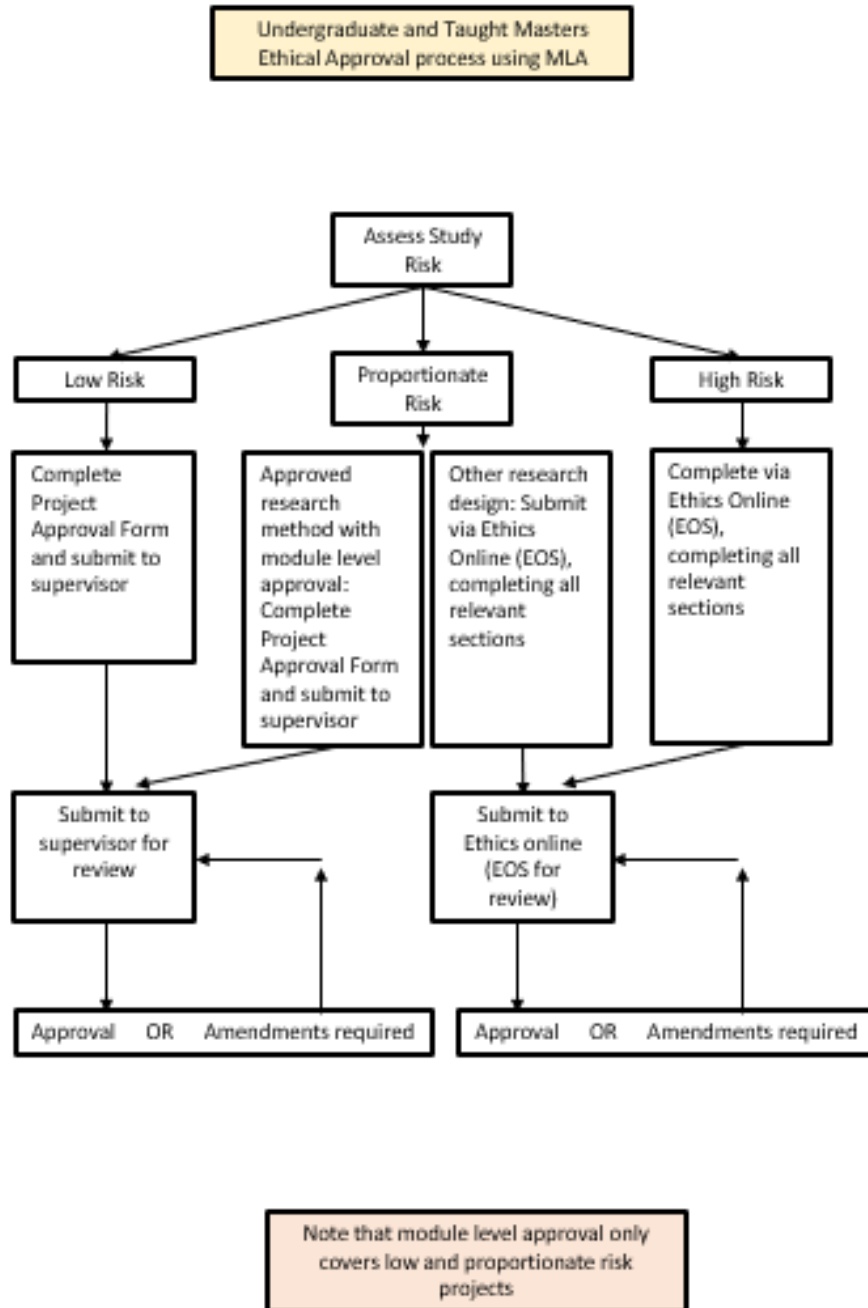 Undergraduate and Taught Masters
Ethical Approval process using MLA
Assess Study
Risk
Low Risk
Proportionate
Risk
High Risk
Complete
Project
Approval Form
and submit to
supervisor
Approved
research
method with
module level
approval:
Complete
Project
Approval Form
and submit to
supervisor
Other research
design: Submit
via Ethics
Online (EOS),
completing all
relevant
sections
Complete via
Ethics Online
(EOS),
completing all
relevant
sections
Submit to
supervisor for
review
Submit to
Ethics online
(EOS for
review)
Approval OR Amendments required
Approval OR Amendments required
Note that module level approval only
covers low and proportionate risk
projects